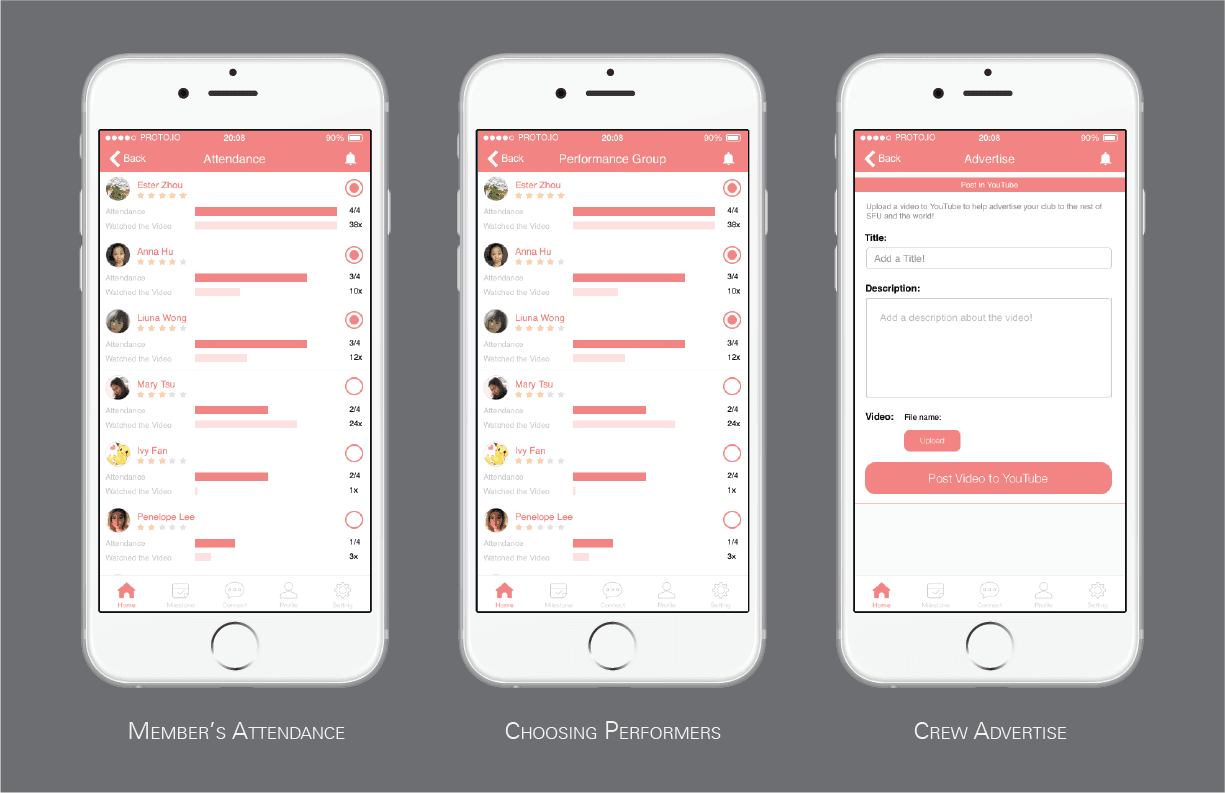 PROTO.IO 20:08 90%
Back Attendance
Ester Zhou
Attendance 4/4
Watched the Video 38x
Anna Hu
Attendance 3/4
Watched the Video 10x
Liuna Wong
Attendance 3/4
Watched the Video 12x
Mary Tsu
Attendance 2/4
Watched the Video 24x
Ivy Fan
Attendance 2/4
Watched the Video 1x
Penelope Lee
Attendance 1/4
Watched the Video 3x
Home Milestone Connect Profile Setting
MEMBER'S ATTENDANCE
PROTO.IO 20:08 90%
Back Performance Group
Ester Zhou
Attendance 4/4
Watched the Video 38x
Anna Hu
Attendance 3/4
Watched the Video 10x
Liuna Wong
Attendance 3/4
Watched the Video 12x
Mary Tsu
Attendance 2/4
Watched the Video 24x
Ivy Fan
Attendance 2/4
Watched the Video 1x
Penelope Lee
Attendance 1/4
Watched the Video 3x
Home Milestone Connect Profile Setting
CHOOSING PERFORMERS
PROTO.IO 20:08 90%
Back Advertise
Post in YouTube
Upload a video to YouTube to help advertise your club to the rest of
SFU and the world!
Title:
Add a Title!
Description:
Add a description about the video!
Video: File name:
Upload
Post Video to YouTube
Home Milestone Connect Profile Setting
CREW ADVERTISE